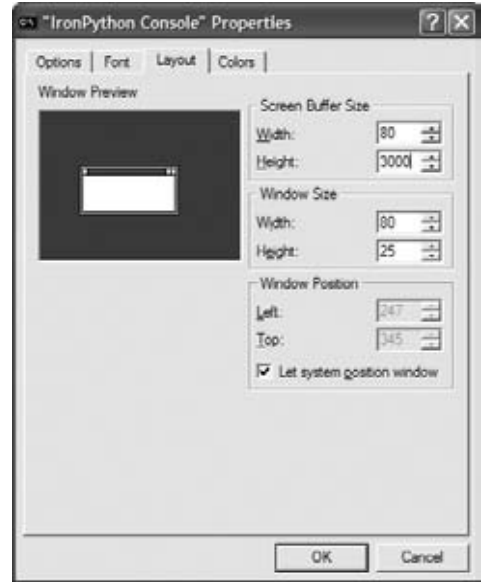 "IronPython Console" Properties
Options Font Layout Colors
Window Preview
Screen Buffer Size
Width: 80
Height: 3000
Window Size
Width: 80
Height: 25
Window Position
Left: 247
Top: 345
Let system position window
OK Cancel